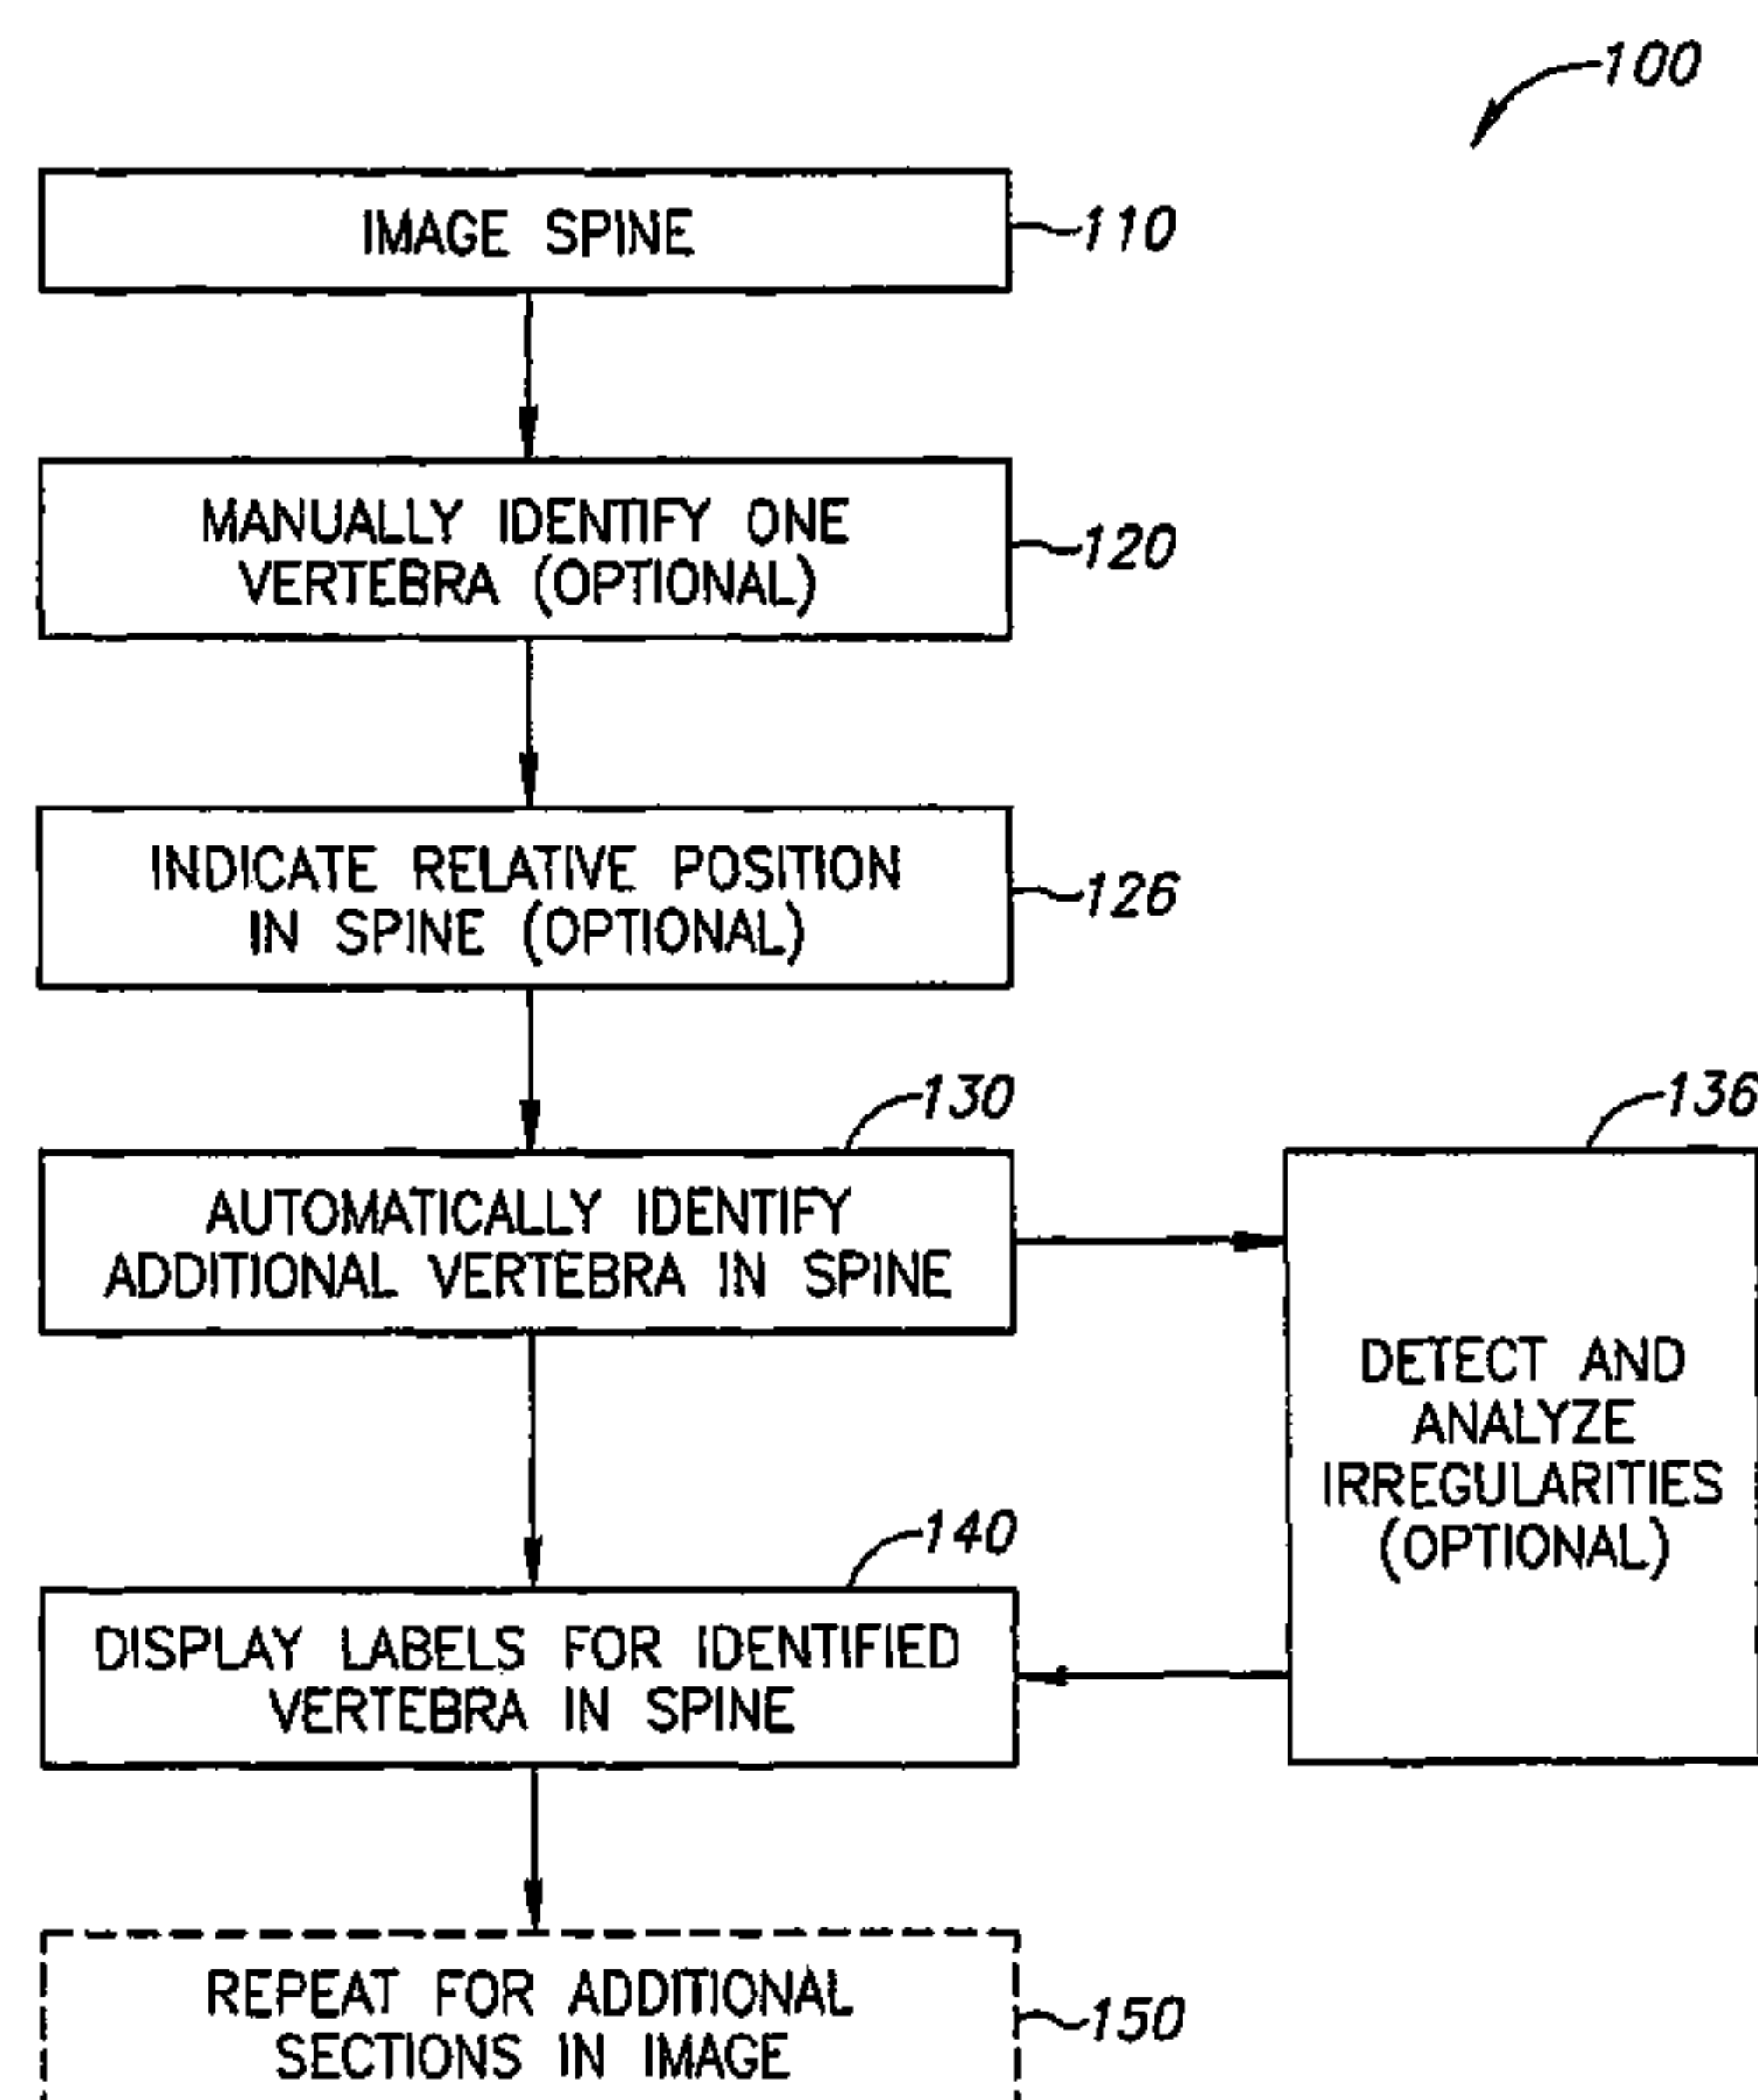 100
IMAGE SPINE
110
MANUALLY IDENTIFY ONE
VERTEBRA (OPTIONAL)
120
INDICATE RELATIVE POSITION
IN SPINE (OPTIONAL)
126
130
AUTOMATICALLY IDENTIFY
ADDITIONAL VERTEBRA IN SPINE
136
DETECT AND
ANALYZE
IRREGULARITIES
(OPTIONAL)
140
DISPLAY LABELS FOR IDENTIFIED
VERTEBRA IN SPINE
REPEAT FOR ADDITIONAL
SECTIONS IN IMAGE
150